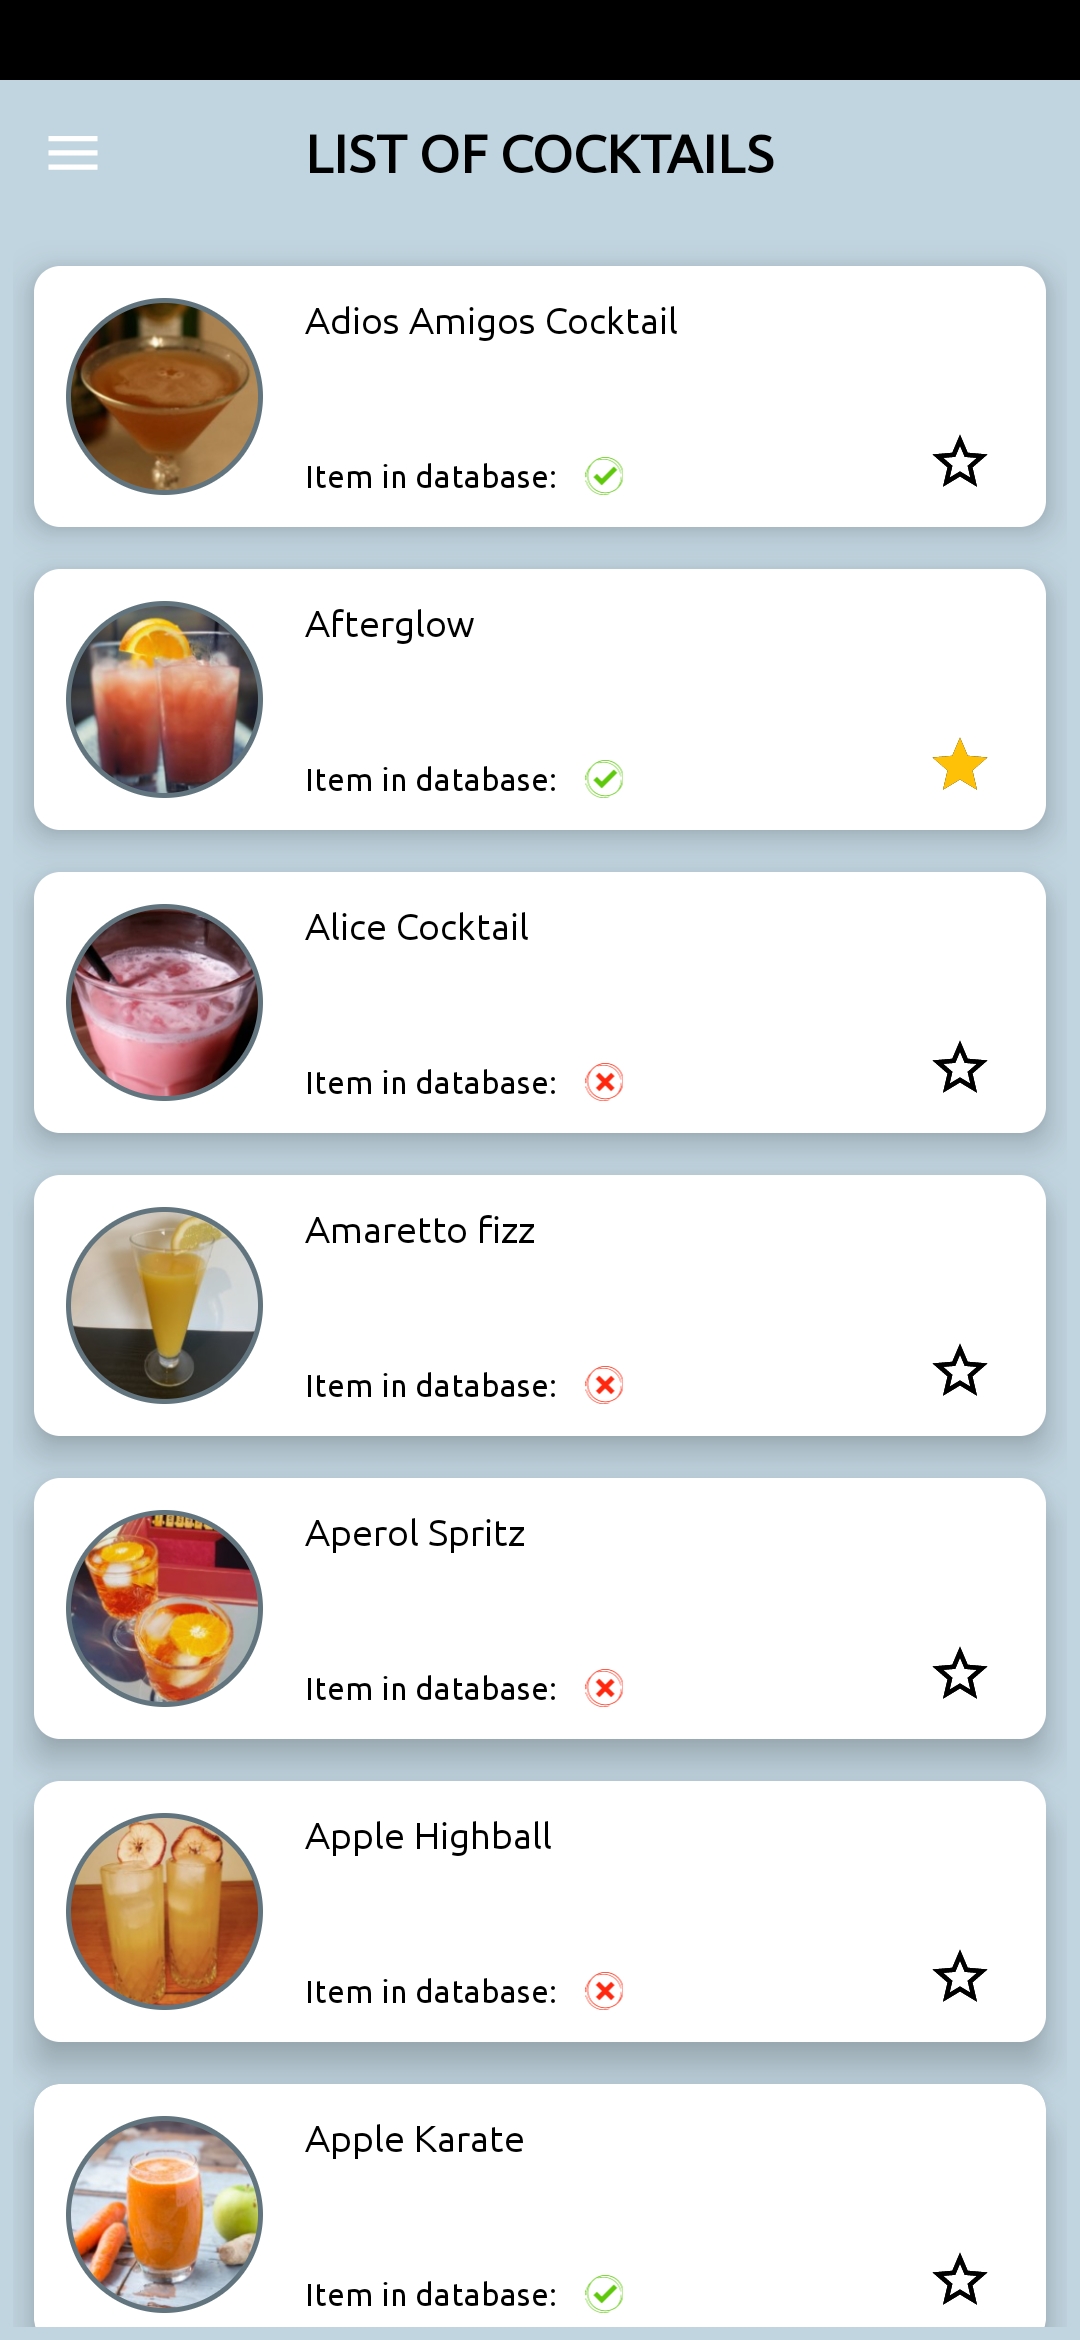 LIST OF COCKTAILS
Adios Amigos Cocktail
Item in database:
Afterglow
Item in database:
Alice Cocktail
Item in database:
Amaretto fizz
Item in database:
Aperol Spritz
Item in database:
Apple Highball
Item in database:
Apple Karate
Item in database: